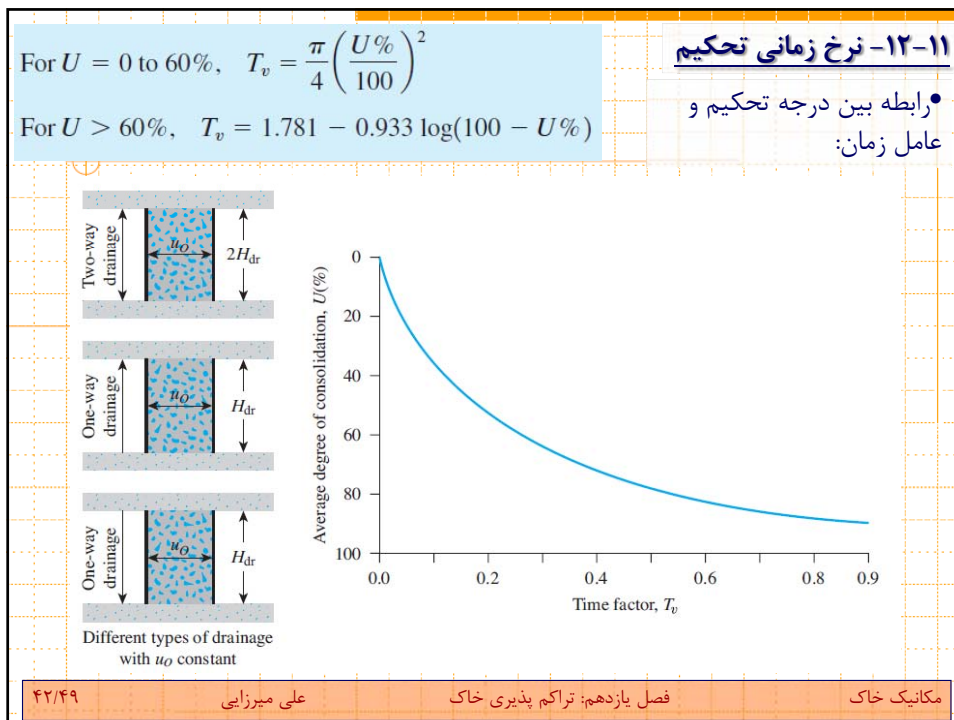 ۱۱-۱۲- نرخ زمانی تحکیم
•رابطه بین درجه تحکیم و
عامل زمان:
For U = 0 to 60%, T_v = π/4 (U%/100)²
For U > 60%, T_v = 1.781 − 0.933 log(100 − U%)
Two-way drainage
u_O
2H_dr
One-way drainage
u_O
H_dr
One-way drainage
u_O
H_dr
Different types of drainage
with u_O constant
Average degree of consolidation, U(%)
0
20
40
60
80
100
0.0 0.2 0.4 0.6 0.8 0.9
Time factor, T_v
مکانیک خاک فصل یازدهم: تراکم پذیری خاک علی میرزایی ۴۲/۴۹